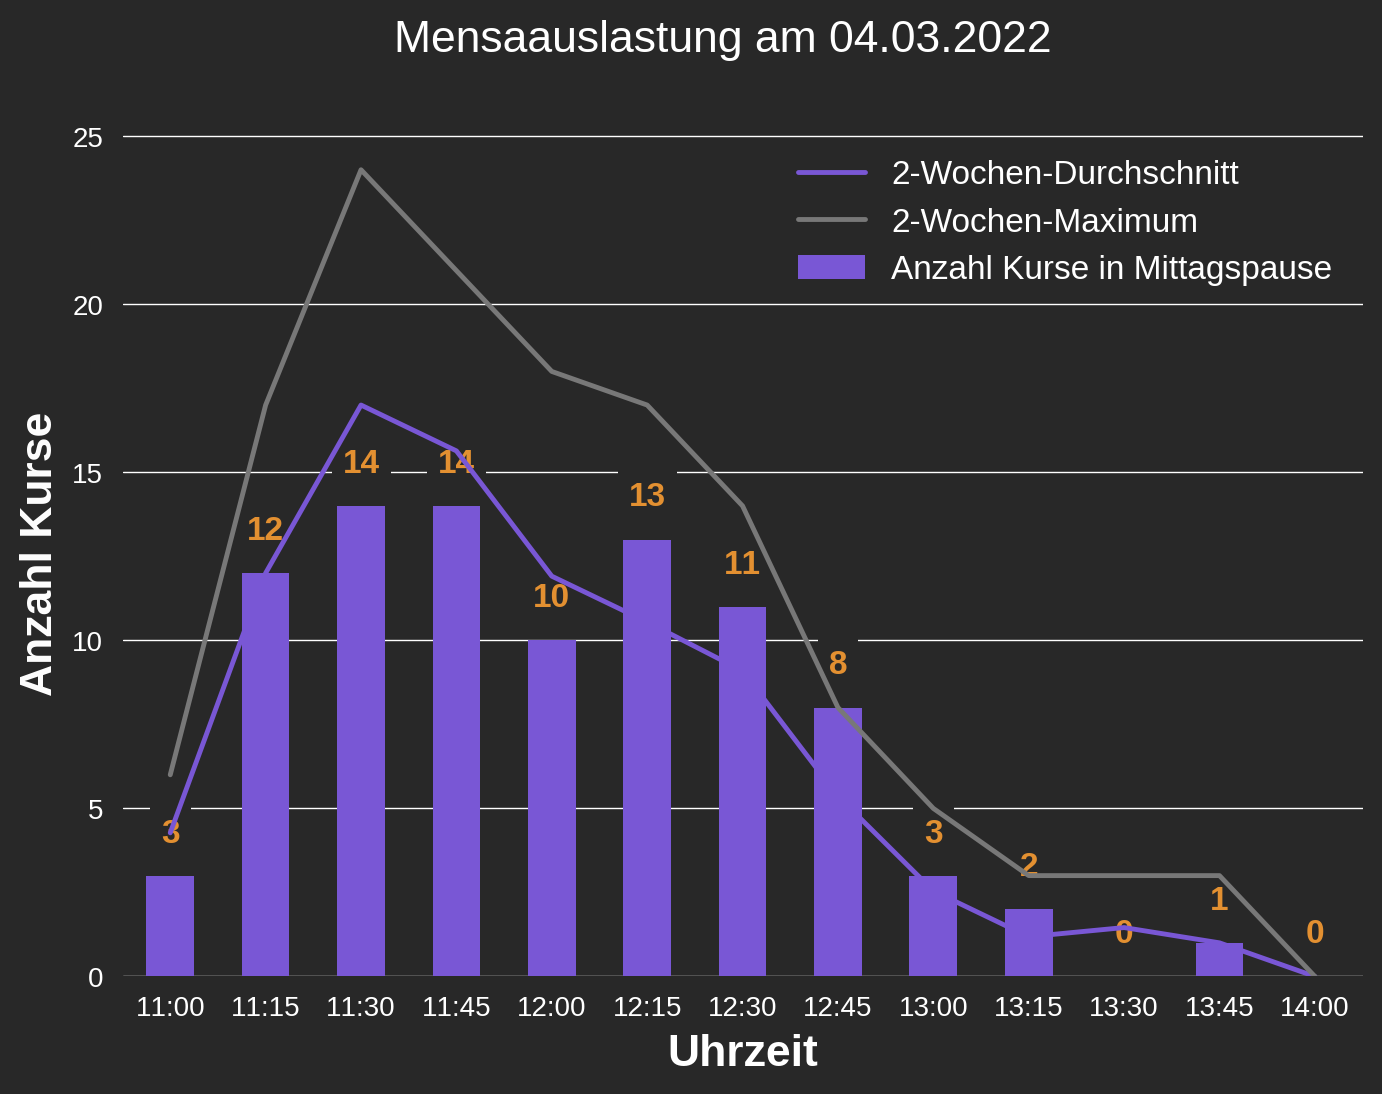 Mensaauslastung am 04.03.2022
25
2-Wochen-Durchschnitt
2-Wochen-Maximum
Anzahl Kurse in Mittagspause
20
15
10
5
0
Anzahl Kurse
3
12
14
14
10
13
11
8
3
2
0
1
0
11:00 11:15 11:30 11:45 12:00 12:15 12:30 12:45 13:00 13:15 13:30 13:45 14:00
Uhrzeit